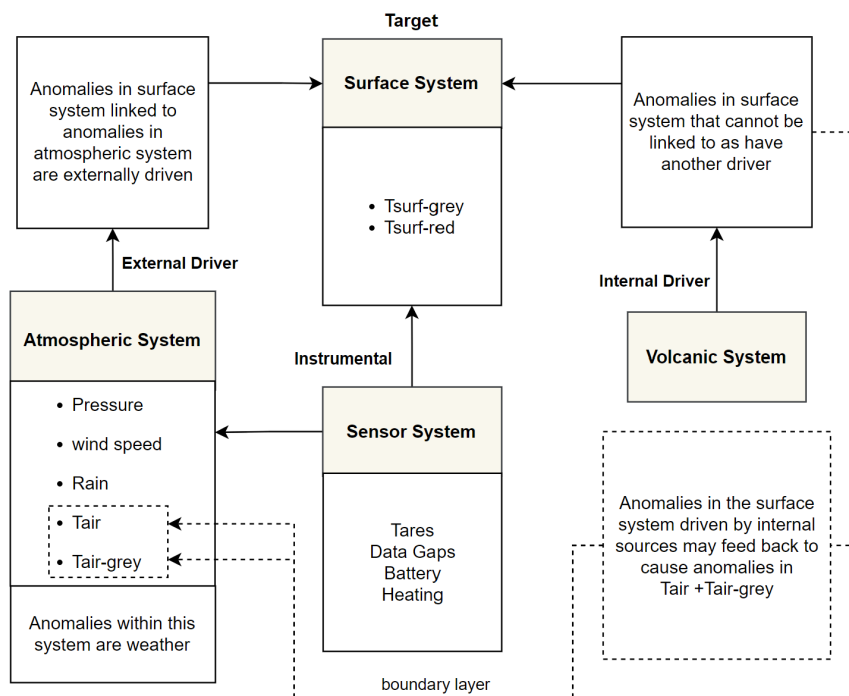 Target
Anomalies in surface
system linked to
anomalies in
atmospheric system
are externally driven
Surface System
Tsurf-grey
Tsurf-red
Anomalies in surface
system that cannot be
linked to as have
another driver
External Driver
Internal Driver
Atmospheric System
Pressure
wind speed
Rain
Tair
Tair-grey
Anomalies within this
system are weather
Instrumental
Sensor System
Tares
Data Gaps
Battery
Heating
Volcanic System
Anomalies in the surface
system driven by internal
sources may feed back to
cause anomalies in
Tair +Tair-grey
boundary layer